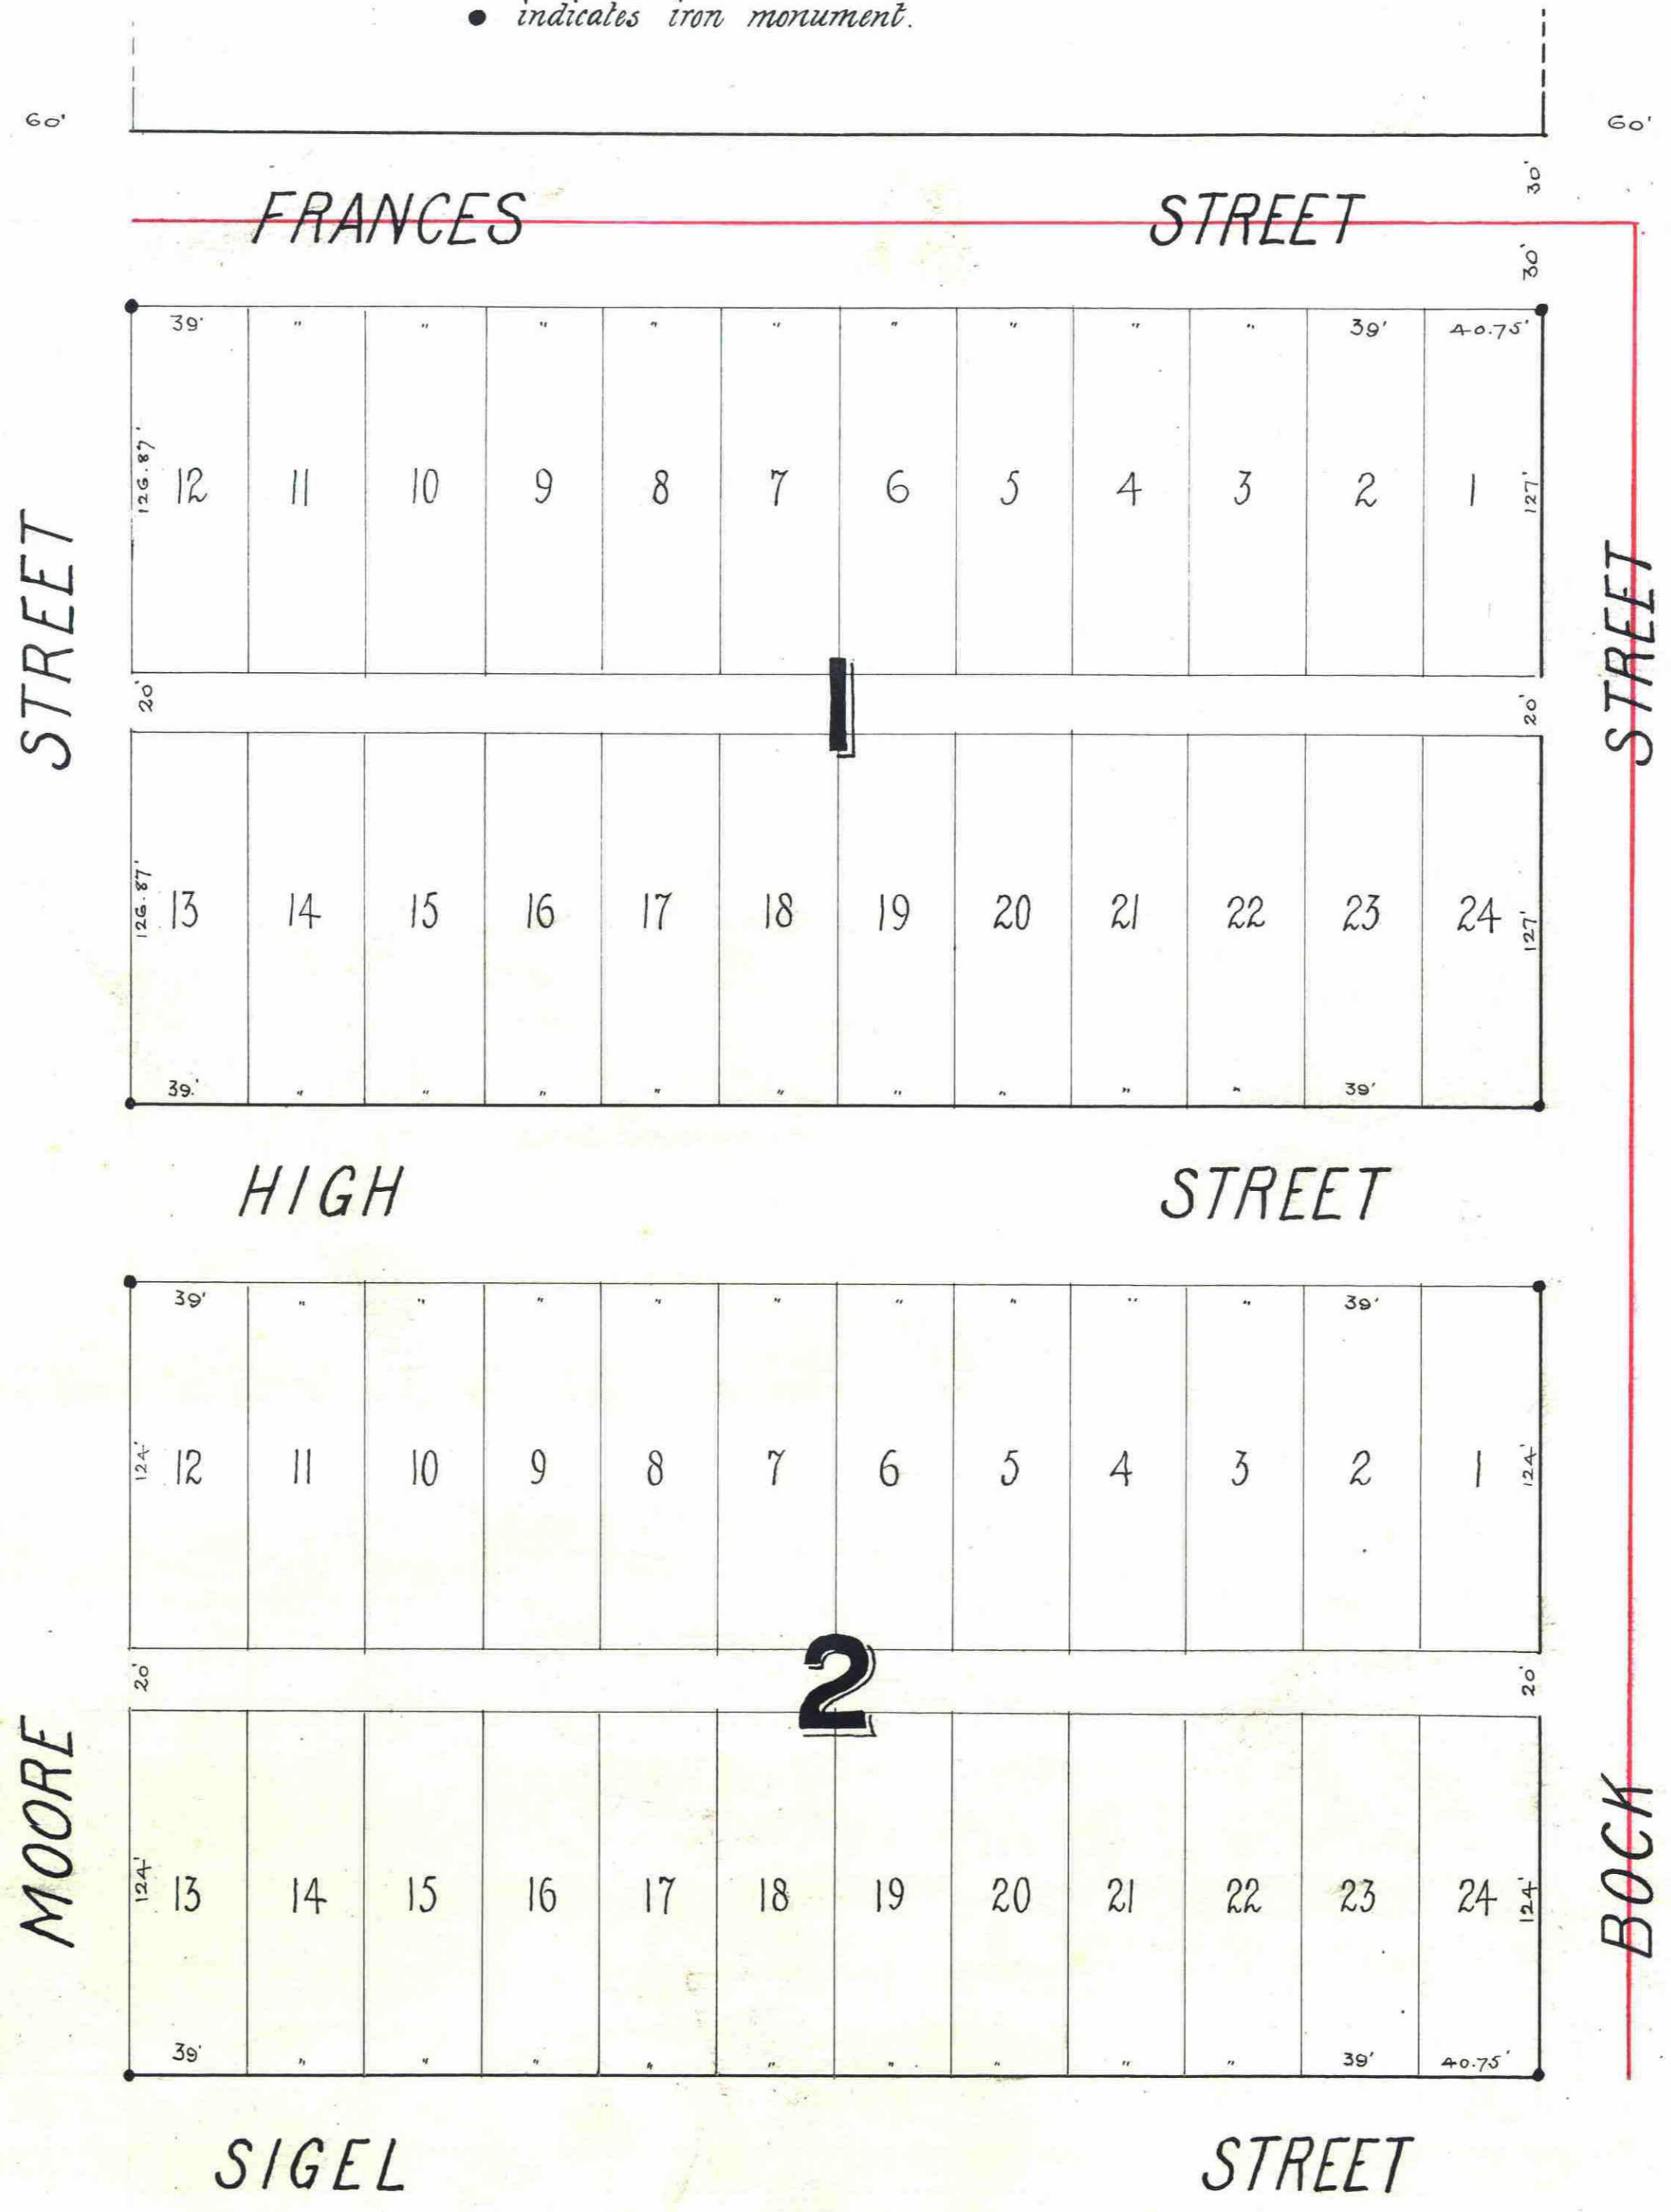 ● indicates iron monument.
60' 60'
30'
FRANCES STREET
30'
39' " " " " " " " " " 39' 40.75'
126.87' 12 11 10 9 8 7 6 5 4 3 2 1 127'
STREET STREET
20' 1 20'
126.87' 13 14 15 16 17 18 19 20 21 22 23 24 127'
39' " " " " " " " " " 39'
HIGH STREET
39' " " " " " " " " " 39'
124' 12 11 10 9 8 7 6 5 4 3 2 1 124'
20' 2 20'
MOORE BOCK
124' 13 14 15 16 17 18 19 20 21 22 23 24 124'
39' " " " " " " " " " 39' 40.75'
SIGEL STREET